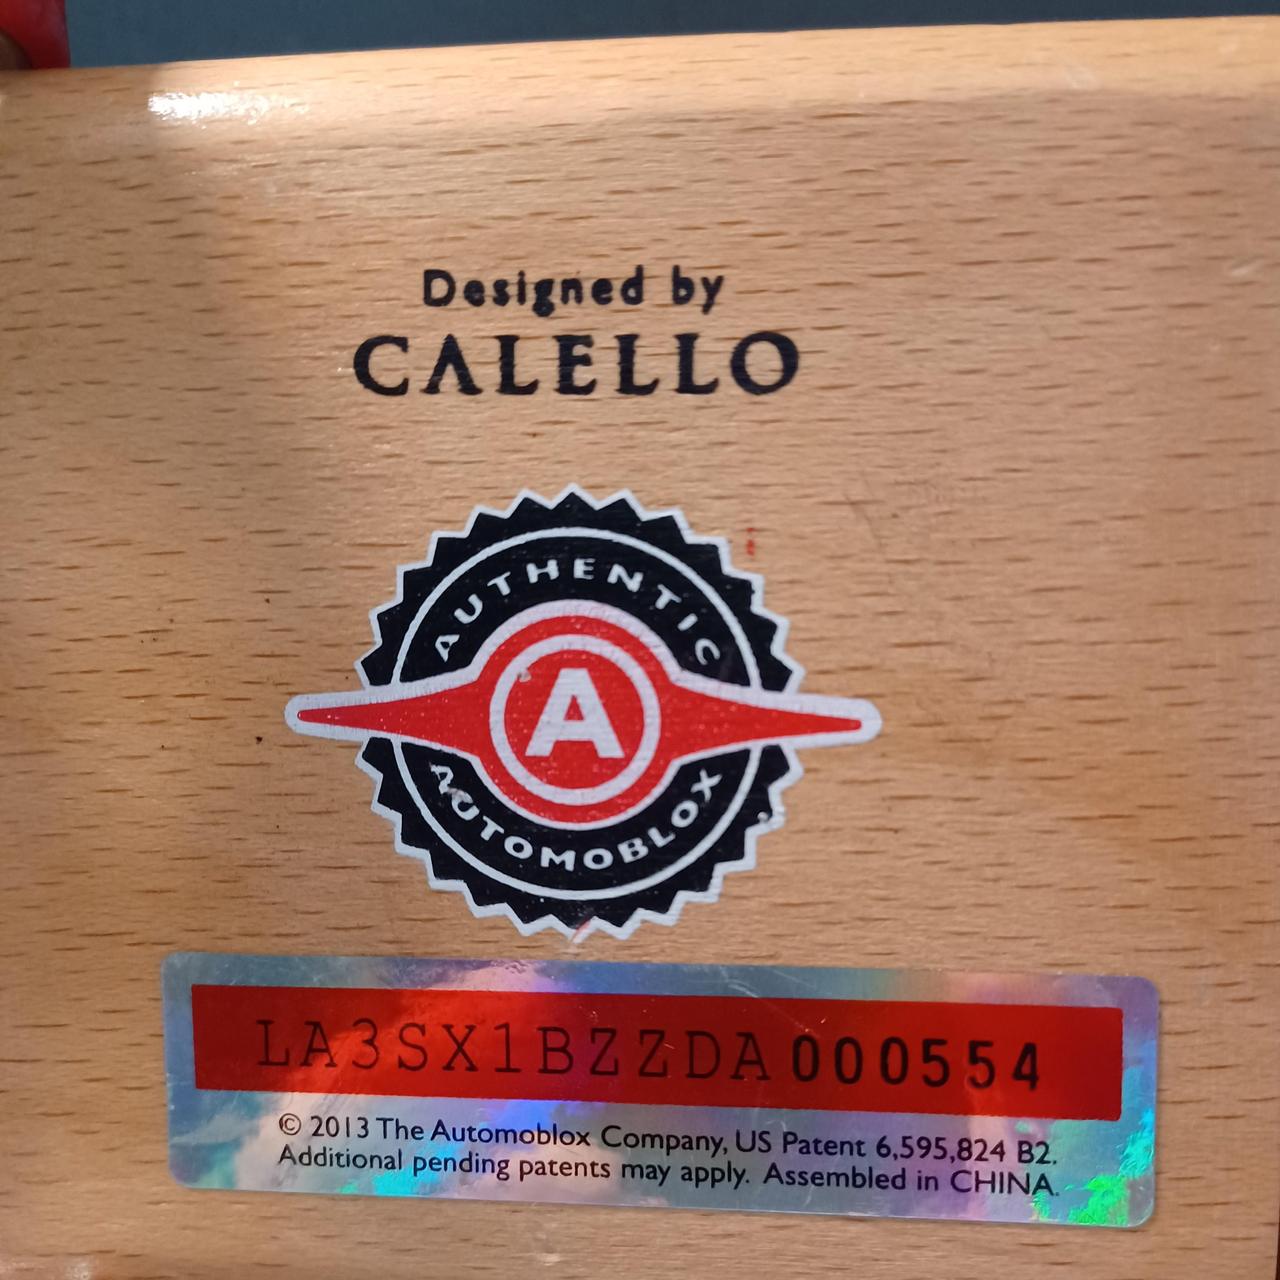 Designed by
CALELLO
AUTHENTIC
A
AUTOMOBLOX
LA3SX1BZZDA000554
© 2013 The Automoblox Company, US Patent 6,595,824 B2.
Additional pending patents may apply. Assembled in CHINA.